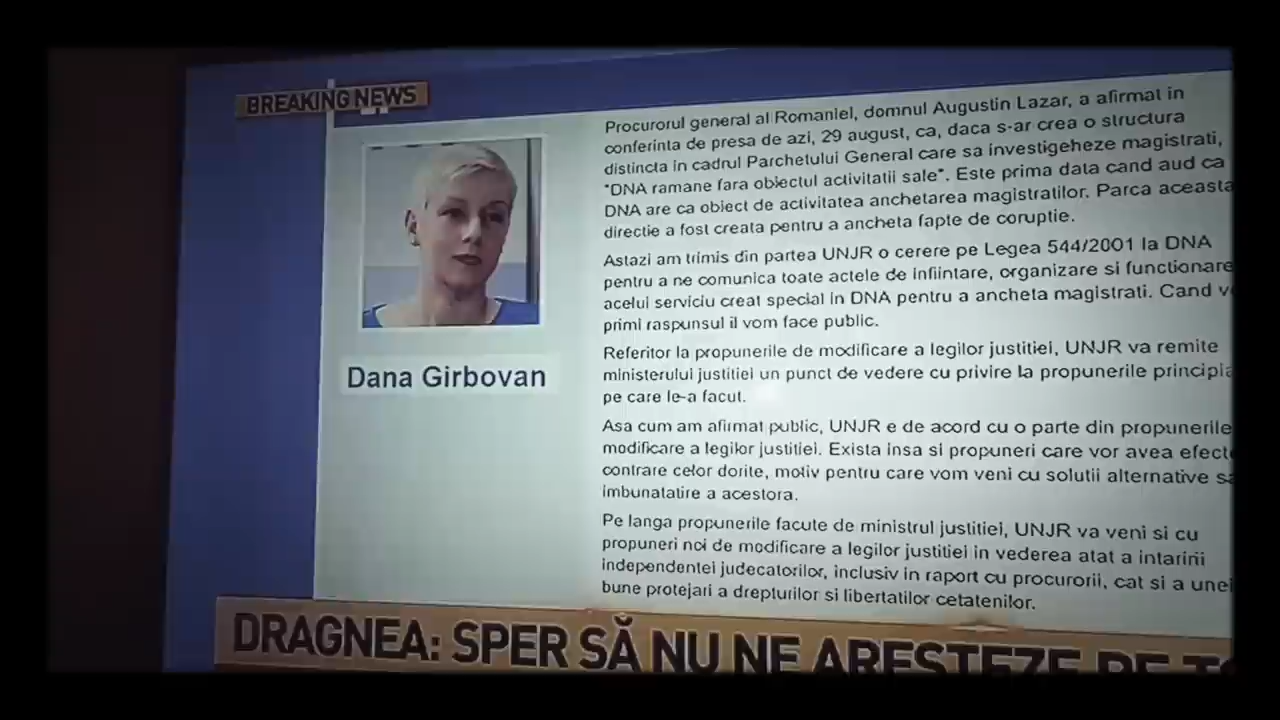 BREAKING NEWS
Procurorul general al Romaniei, domnul Augustin Lazar, a afirmat in
conferinta de presa de azi, 29 august, ca, daca s-ar crea o structura
distincta in cadrul Parchetului General care sa investigeheze magistrati,
"DNA ramane fara obiectul activitatii sale". Este prima data cand aud ca
DNA are ca obiect de activitatea anchetarea magistratilor. Parca aceasta
directie a fost creata pentru a ancheta fapte de coruptie.
Astazi am trimis din partea UNJR o cerere pe Legea 544/2001 la DNA
pentru a ne comunica toate actele de infiintare, organizare si functionare
acelui serviciu creat special in DNA pentru a ancheta magistrati. Cand
primi raspunsul il vom face public.
Referitor la propunerile de modificare a legilor justitiei, UNJR va remite
ministerului justitiei un punct de vedere cu privire la propunerile
pe care le-a facut.
Asa cum am afirmat public, UNJR e de acord cu o parte din propunerile
modificare a legilor justitiei. Exista insa si propuneri care vor avea
contrare celor dorite, motiv pentru care vom veni cu solutii alternative
imbunatatire a acestora.
Pe langa propunerile facute de ministrul justitiei, UNJR va veni si cu
propuneri noi de modificare a legilor justitiei in vederea atat a intaririi
independentei judecatorilor, inclusiv in raport cu procurorii, cat si a unei
bune protejari a drepturilor si libertatilor cetatenilor.
Dana Girbovan
DRAGNEA: SPER SĂ NU NE ARESTEZE PE